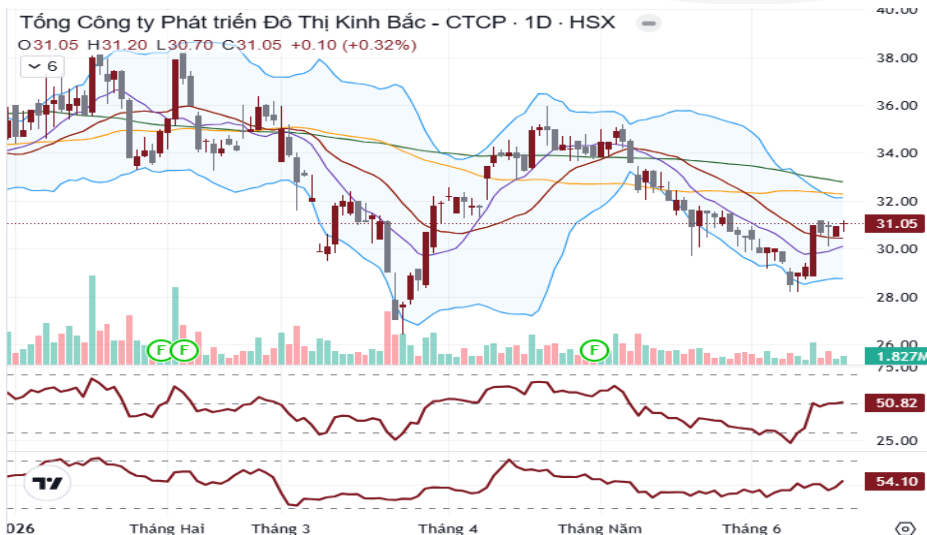 Tổng Công ty Phát triển Đô Thị Kinh Bắc - CTCP · 1D · HSX
O31.05 H31.20 L30.70 C31.05 +0.10 (+0.32%)
6
40.00
38.00
36.00
34.00
32.00
31.05
30.00
28.00
26.00
1.827M
F F F
75.00
50.82
25.00
54.10
2026 Tháng Hai Tháng 3 Tháng 4 Tháng Năm Tháng 6